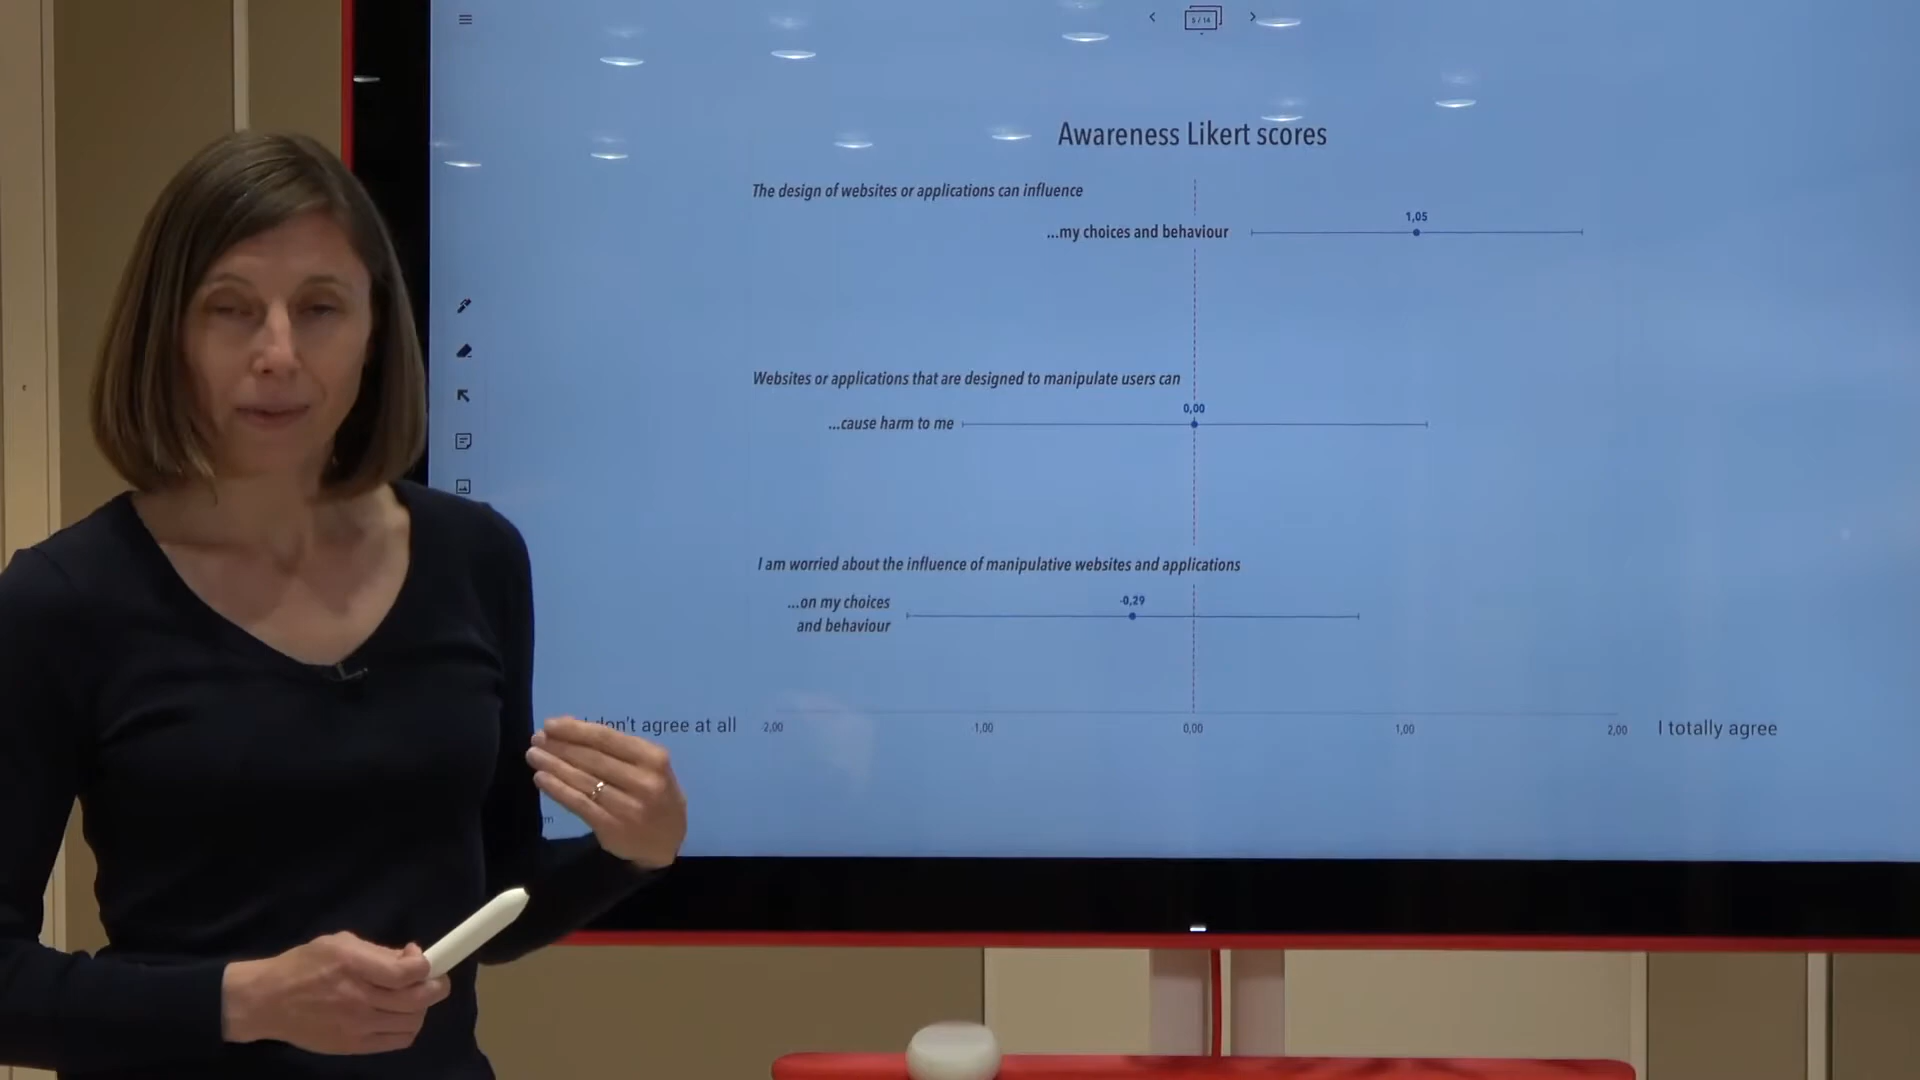 5 / 14
Awareness Likert scores
The design of websites or applications can influence
1,05
...my choices and behaviour
Websites or applications that are designed to manipulate users can
0,00
...cause harm to me
I am worried about the influence of manipulative websites and applications
-0,29
...on my choices
and behaviour
don't agree at all
2,00
-1,00
0,00
1,00
2,00
I totally agree